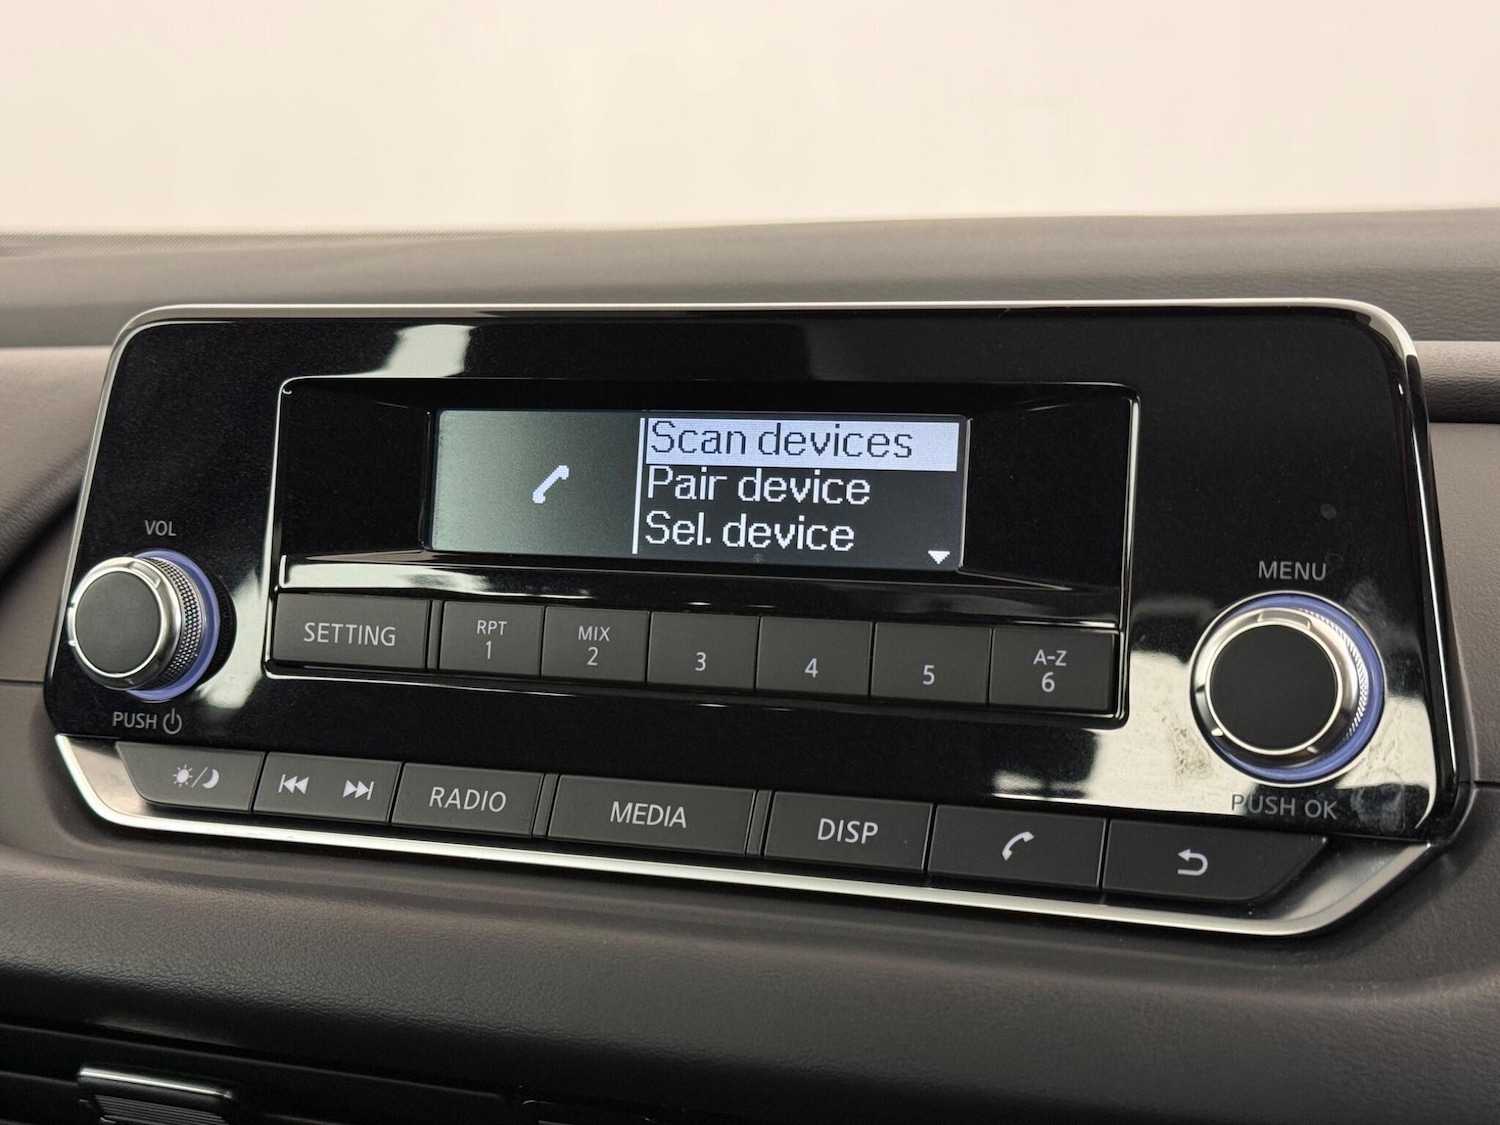 Scan devices
Pair device
Sel. device
VOL
PUSH
MENU
PUSH OK
SETTING
RPT
1
MIX
2
3
4
5
A-Z
6
RADIO
MEDIA
DISP